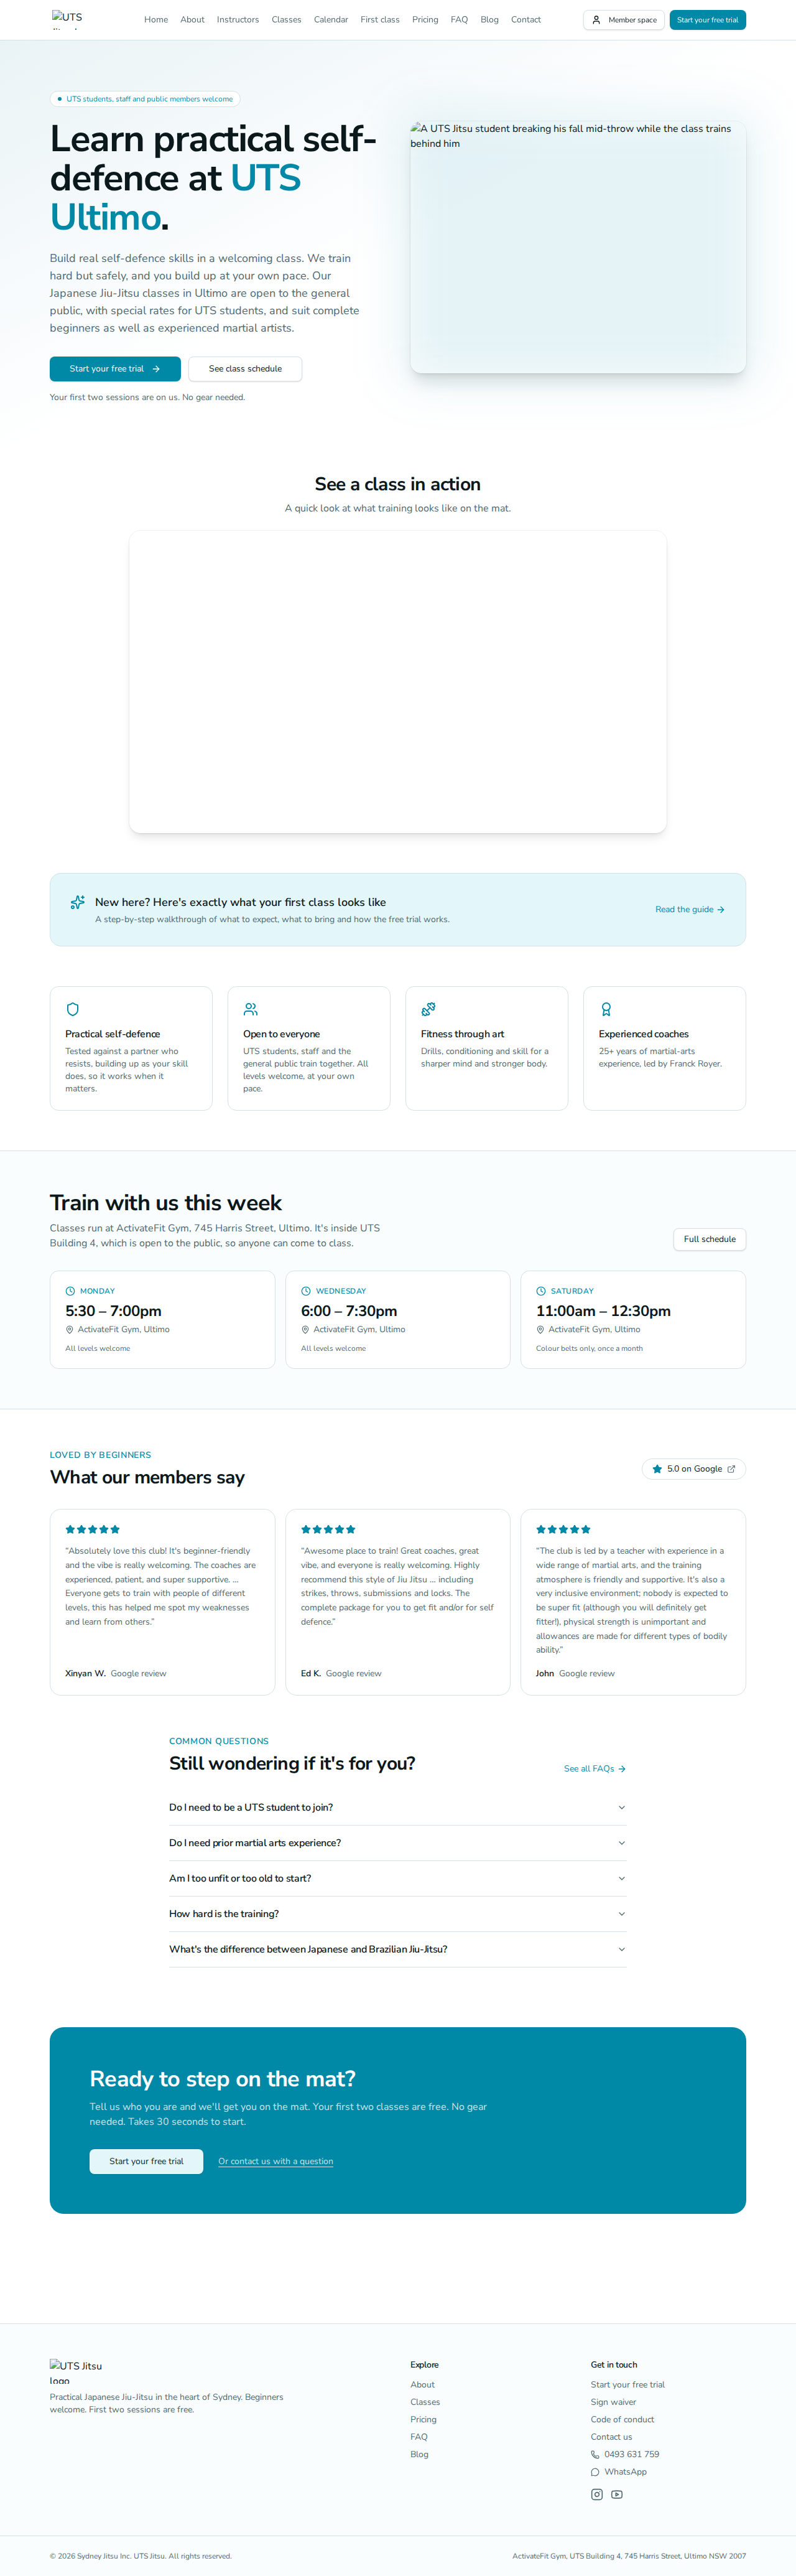 UTS
Home About Instructors Classes Calendar First class Pricing FAQ Blog Contact
Member space
Start your free trial
UTS students, staff and public members welcome
Learn practical self-
defence at UTS
Ultimo.
Build real self-defence skills in a welcoming class. We train
hard but safely, and you build up at your own pace. Our
Japanese Jiu-Jitsu classes in Ultimo are open to the general
public, with special rates for UTS students, and suit complete
beginners as well as experienced martial artists.
Start your free trial
See class schedule
Your first two sessions are on us. No gear needed.
A UTS Jitsu student breaking his fall mid-throw while the class trains
behind him
See a class in action
A quick look at what training looks like on the mat.
New here? Here's exactly what your first class looks like
A step-by-step walkthrough of what to expect, what to bring and how the free trial works.
Read the guide
Practical self-defence
Tested against a partner who
resists, building up as your skill
does, so it works when it
matters.
Open to everyone
UTS students, staff and the
general public train together. All
levels welcome, at your own
pace.
Fitness through art
Drills, conditioning and skill for a
sharper mind and stronger body.
Experienced coaches
25+ years of martial-arts
experience, led by Franck Royer.
Train with us this week
Classes run at ActivateFit Gym, 745 Harris Street, Ultimo. It's inside UTS
Building 4, which is open to the public, so anyone can come to class.
Full schedule
MONDAY
5:30 – 7:00pm
ActivateFit Gym, Ultimo
All levels welcome
WEDNESDAY
6:00 – 7:30pm
ActivateFit Gym, Ultimo
All levels welcome
SATURDAY
11:00am – 12:30pm
ActivateFit Gym, Ultimo
Colour belts only, once a month
LOVED BY BEGINNERS
What our members say
5.0 on Google
"Absolutely love this club! It's beginner-friendly
and the vibe is really welcoming. The coaches are
experienced, patient, and super supportive. ...
Everyone gets to train with people of different
levels, this has helped me spot my weaknesses
and learn from others."
Xinyan W. Google review
"Awesome place to train! Great coaches, great
vibe, and everyone is really welcoming. Highly
recommend this style of Jiu Jitsu ... including
strikes, throws, submissions and locks. The
complete package for you to get fit and/or for self
defence."
Ed K. Google review
"The club is led by a teacher with experience in a
wide range of martial arts, and the training
atmosphere is friendly and supportive. It's also a
very inclusive environment; nobody is expected to
be super fit (although you will definitely get
fitter!), physical strength is unimportant and
allowances are made for different types of bodily
ability."
John Google review
COMMON QUESTIONS
Still wondering if it's for you?
See all FAQs
Do I need to be a UTS student to join?
Do I need prior martial arts experience?
Am I too unfit or too old to start?
How hard is the training?
What's the difference between Japanese and Brazilian Jiu-Jitsu?
Ready to step on the mat?
Tell us who you are and we'll get you on the mat. Your first two classes are free. No gear
needed. Takes 30 seconds to start.
Start your free trial
Or contact us with a question
UTS Jitsu
logo
Practical Japanese Jiu-Jitsu in the heart of Sydney. Beginners
welcome. First two sessions are free.
Explore
About
Classes
Pricing
FAQ
Blog
Get in touch
Start your free trial
Sign waiver
Code of conduct
Contact us
0493 631 759
WhatsApp
© 2026 Sydney Jitsu Inc. UTS Jitsu. All rights reserved.
ActivateFit Gym, UTS Building 4, 745 Harris Street, Ultimo NSW 2007